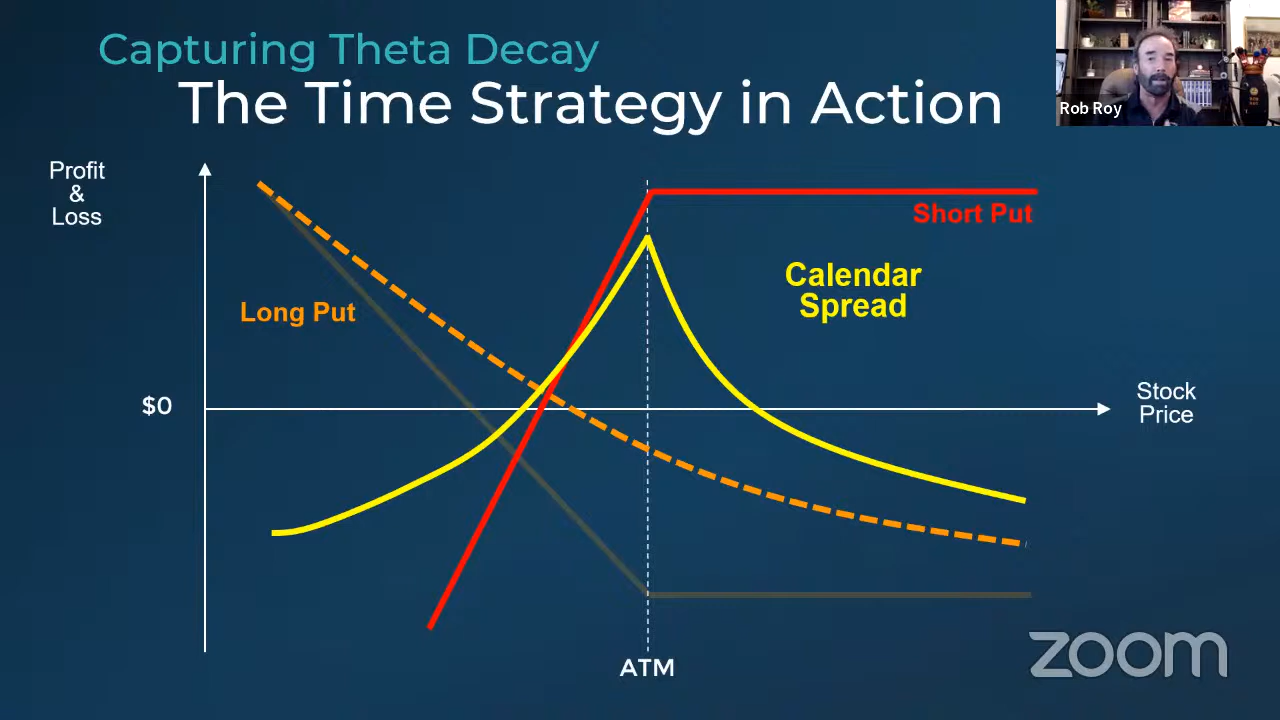 Capturing Theta Decay
The Time Strategy in Action
Rob Roy
Profit
&
Loss
Short Put
Calendar
Spread
Long Put
$0
Stock
Price
zoom
ATM